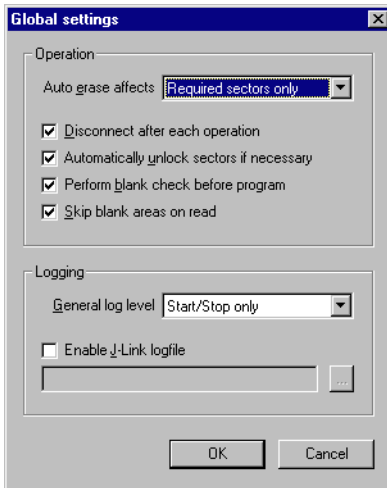 Global settings
Operation
Auto erase affects Required sectors only
Disconnect after each operation
Automatically unlock sectors if necessary
Perform blank check before program
Skip blank areas on read
Logging
General log level Start/Stop only
Enable J-Link logfile
...
OK Cancel